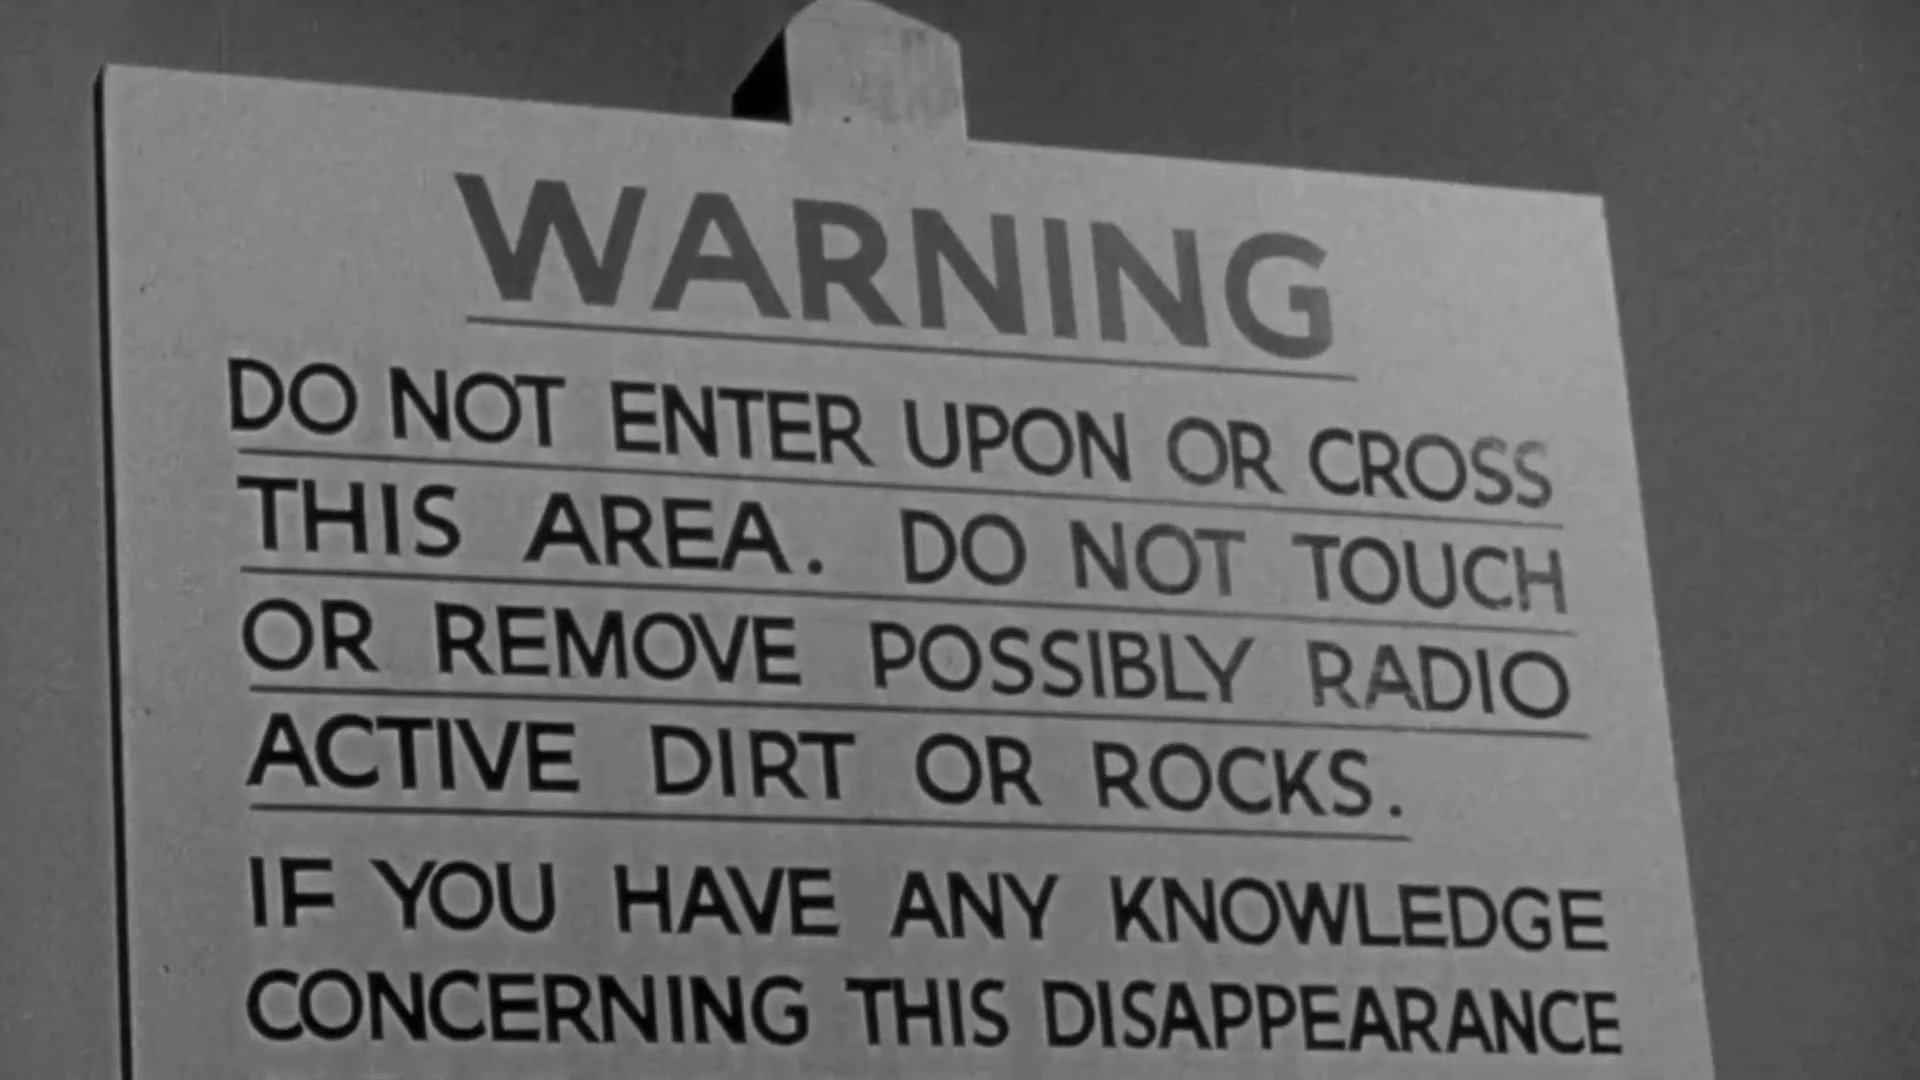 WARNING
DO NOT ENTER UPON OR CROSS
THIS AREA. DO NOT TOUCH
OR REMOVE POSSIBLY RADIO
ACTIVE DIRT OR ROCKS.
IF YOU HAVE ANY KNOWLEDGE
CONCERNING THIS DISAPPEARANCE